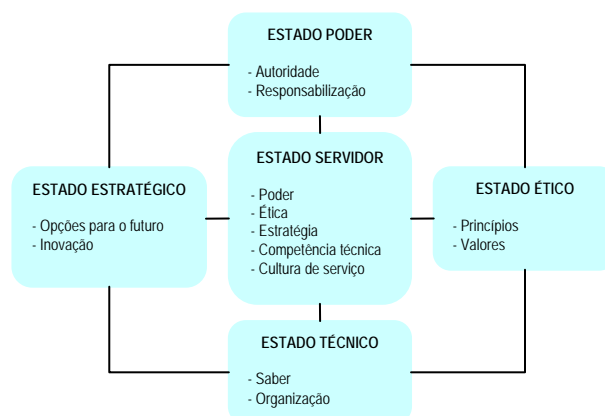 ESTADO PODER
- Autoridade
- Responsabilização
ESTADO ESTRATÉGICO
- Opções para o futuro
- Inovação
ESTADO SERVIDOR
- Poder
- Ética
- Estratégia
- Competência técnica
- Cultura de serviço
ESTADO ÉTICO
- Princípios
- Valores
ESTADO TÉCNICO
- Saber
- Organização